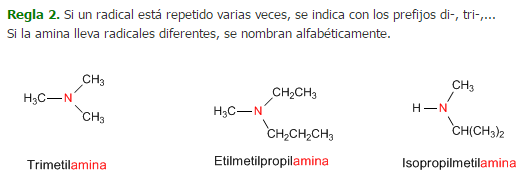 Regla 2. Si un radical está repetido varias veces, se indica con los prefijos di-, tri-,...
Si la amina lleva radicales diferentes, se nombran alfabéticamente.
CH3
H3C—N
CH3
Trimetilamina
CH2CH3
H3C—N
CH2CH2CH3
Etilmetilpropilamina
CH3
H—N
CH(CH3)2
Isopropilmetilamina